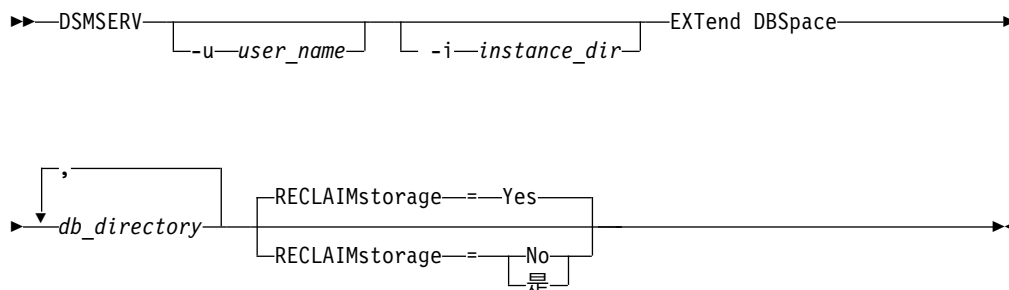 DSMSERV -u user_name -i instance_dir EXTend DBSpace
,
RECLAIMstorage = Yes
db_directory
RECLAIMstorage = No
是